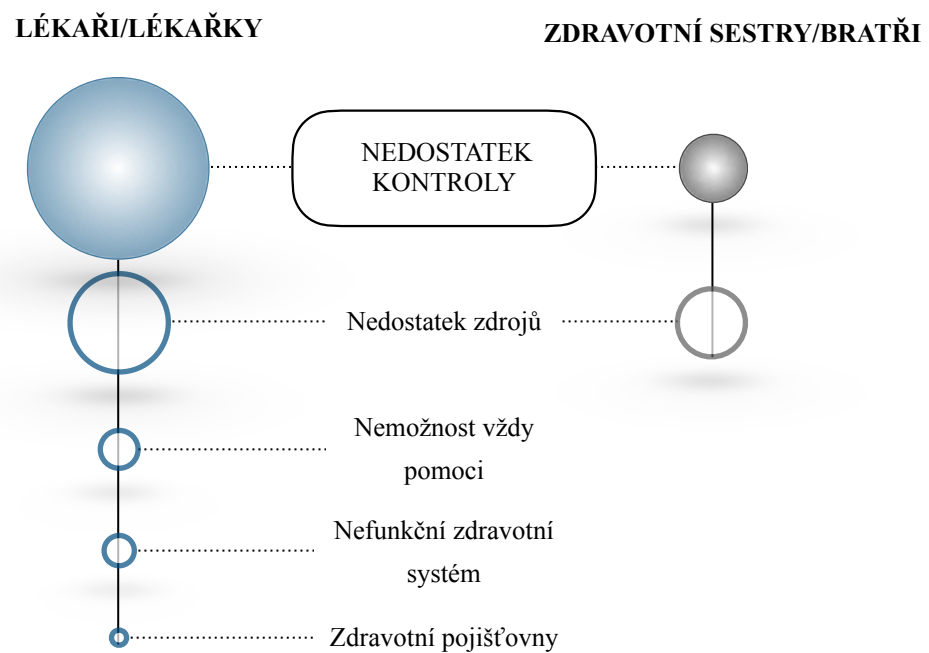 LÉKAŘI/LÉKAŘKY
ZDRAVOTNÍ SESTRY/BRATŘI
NEDOSTATEK
KONTROLY
Nedostatek zdrojů
Nemožnost vždy
pomoci
Nefunkční zdravotní
systém
Zdravotní pojišťovny